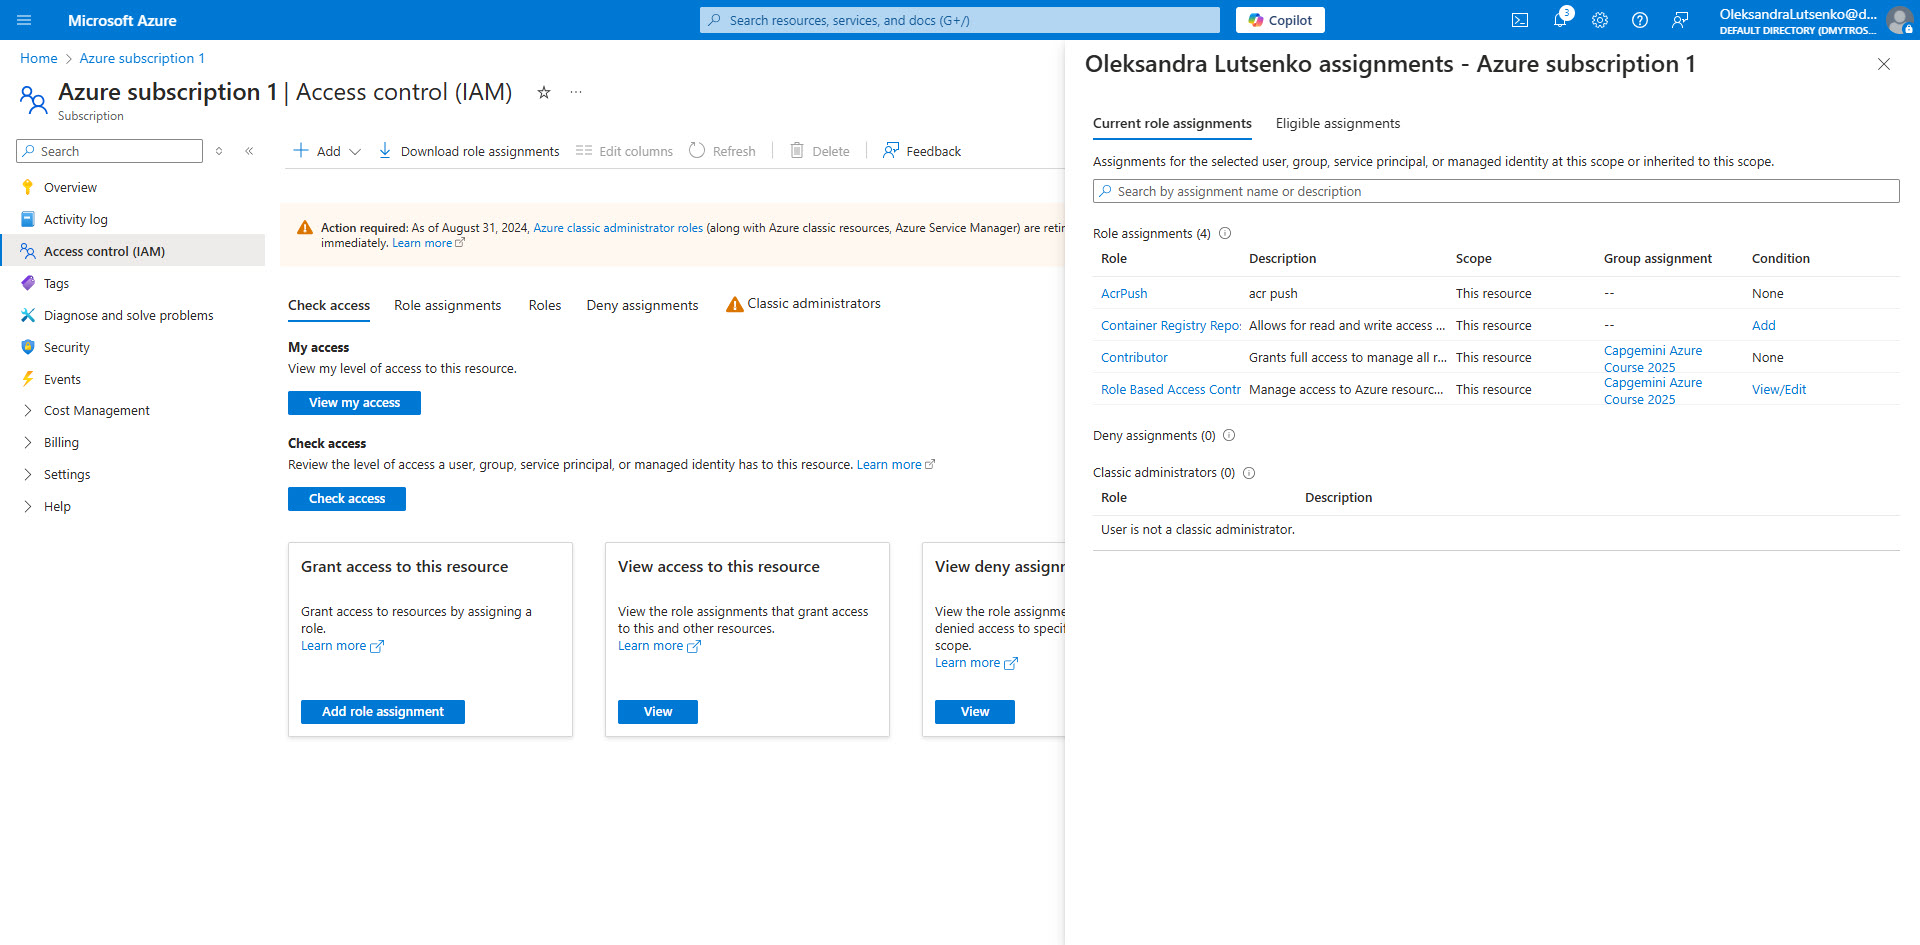 Microsoft Azure
Search resources, services, and docs (G+/)
Copilot
3
OleksandraLutsenko@d...
DEFAULT DIRECTORY (DMYTROS...
Home > Azure subscription 1
Azure subscription 1 | Access control (IAM)
Subscription
Search
Overview
Activity log
Access control (IAM)
Tags
Diagnose and solve problems
Security
Events
Cost Management
Billing
Settings
Help
Add
Download role assignments
Edit columns
Refresh
Delete
Feedback
Action required: As of August 31, 2024, Azure classic administrator roles (along with Azure classic resources, Azure Service Manager) are reti
immediately. Learn more
Check access
Role assignments
Roles
Deny assignments
Classic administrators
My access
View my level of access to this resource.
View my access
Check access
Review the level of access a user, group, service principal, or managed identity has to this resource. Learn more
Check access
Grant access to this resource
Grant access to resources by assigning a
role.
Learn more
Add role assignment
View access to this resource
View the role assignments that grant access
to this and other resources.
Learn more
View
View deny assignr
View the role assignme
denied access to specif
scope.
Learn more
View
Oleksandra Lutsenko assignments - Azure subscription 1
Current role assignments
Eligible assignments
Assignments for the selected user, group, service principal, or managed identity at this scope or inherited to this scope.
Search by assignment name or description
Role assignments (4)
Role Description Scope Group assignment Condition
AcrPush acr push This resource -- None
Container Registry Repo: Allows for read and write access ... This resource -- Add
Contributor Grants full access to manage all r... This resource Capgemini Azure Course 2025 None
Role Based Access Contr Manage access to Azure resourc... This resource Capgemini Azure Course 2025 View/Edit
Deny assignments (0)
Classic administrators (0)
Role Description
User is not a classic administrator.